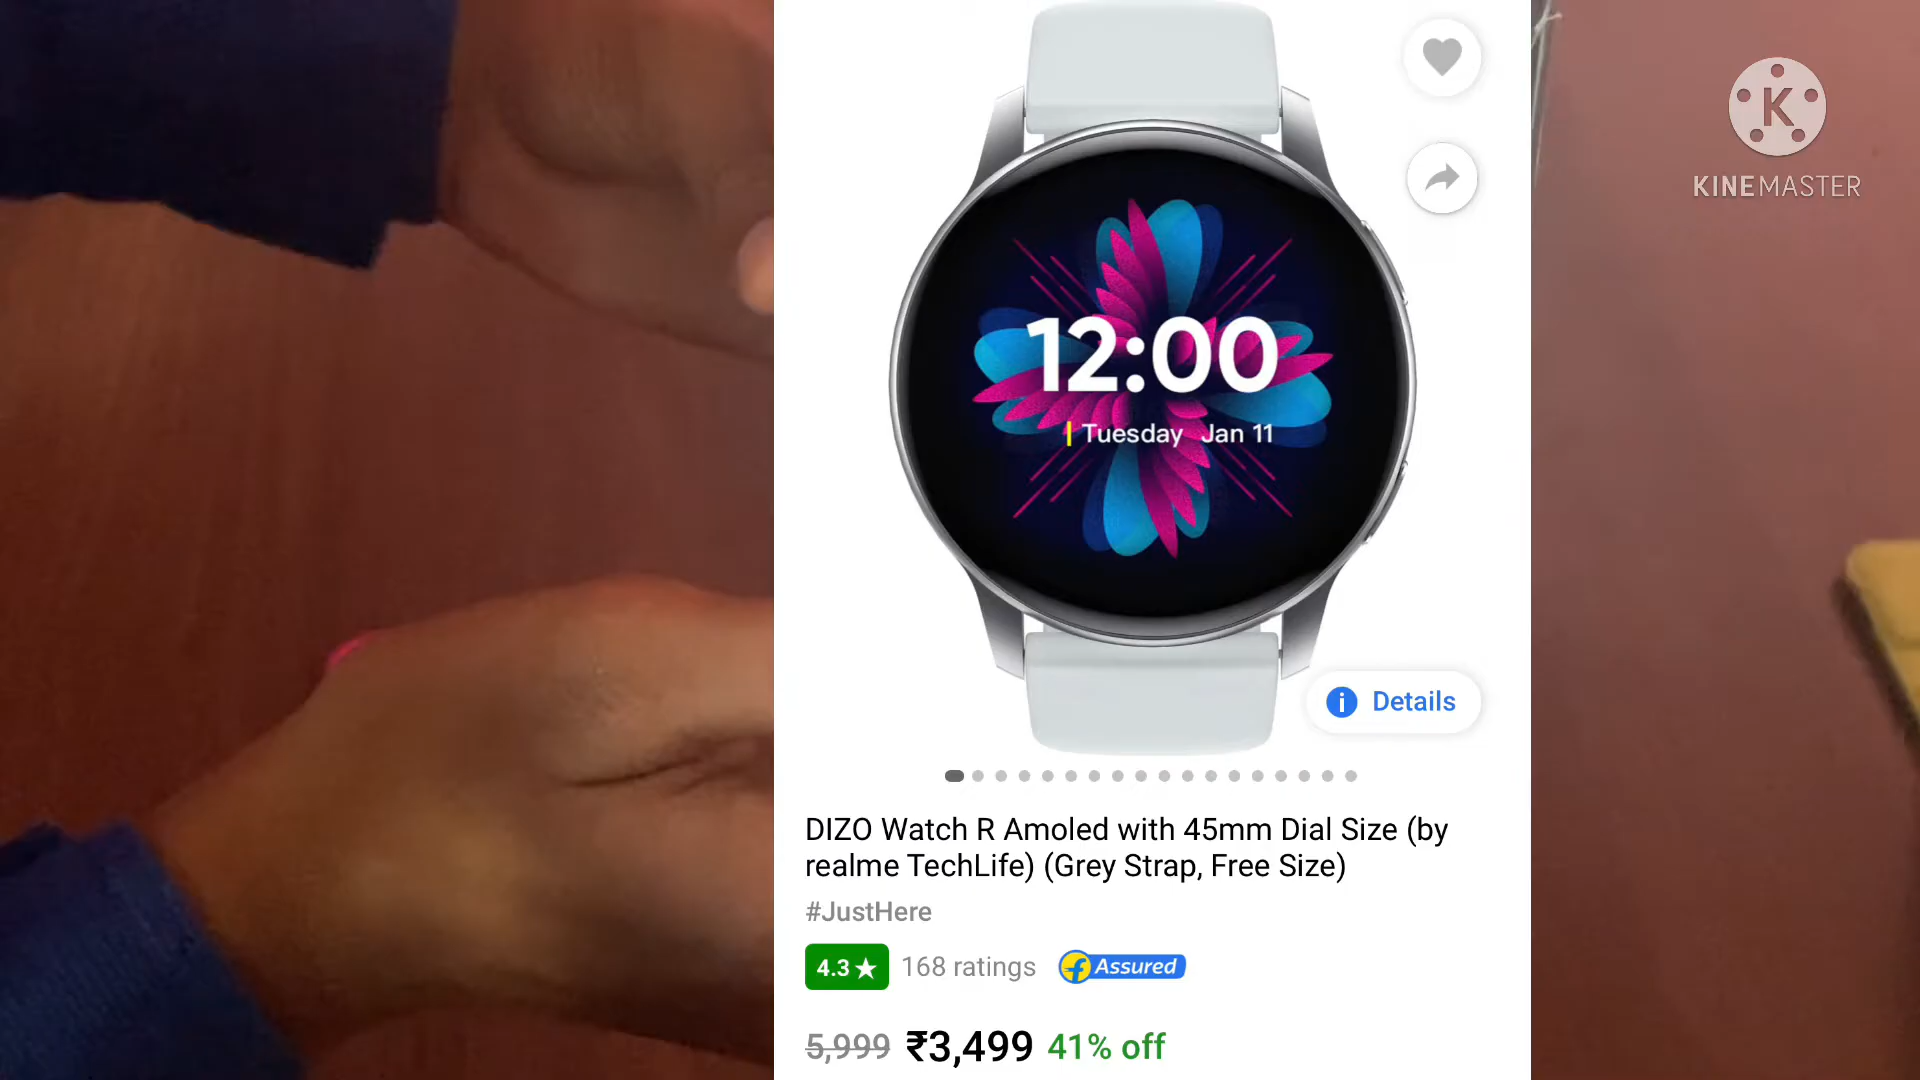 12:00
Tuesday Jan 11
K
KINEMASTER
i Details
DIZO Watch R Amoled with 45mm Dial Size (by
realme TechLife) (Grey Strap, Free Size)
#JustHere
4.3★ 168 ratings f Assured
5,999 ₹3,499 41% off